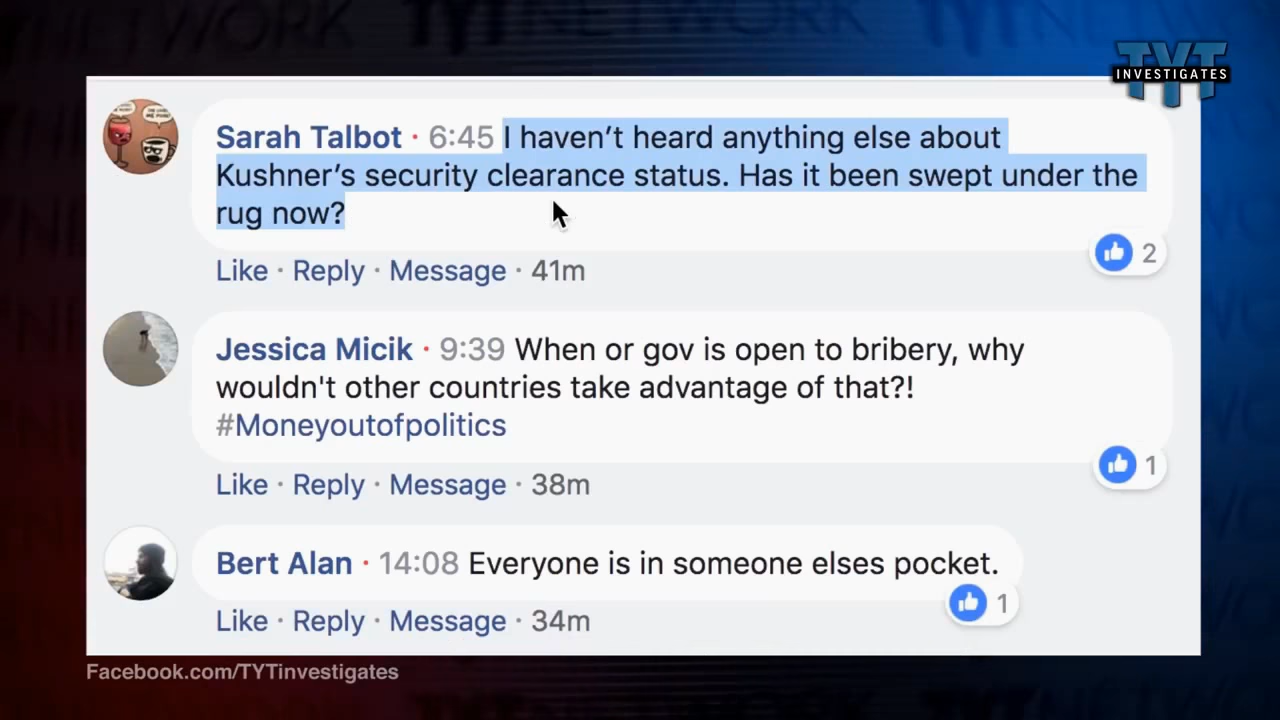 TYT
INVESTIGATES
Sarah Talbot · 6:45 I haven’t heard anything else about
Kushner’s security clearance status. Has it been swept under the
rug now?
2
Like · Reply · Message · 41m
Jessica Micik · 9:39 When or gov is open to bribery, why
wouldn't other countries take advantage of that?!
#Moneyoutofpolitics
1
Like · Reply · Message · 38m
Bert Alan · 14:08 Everyone is in someone elses pocket.
1
Like · Reply · Message · 34m
Facebook.com/TYTinvestigates